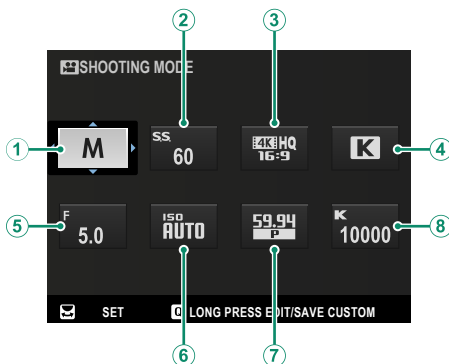 2 3
SHOOTING MODE
1 M S.S. 60 4K HQ 16:9 K 4
5 F 5.0 ISO AUTO 59.94 P K 10000 8
SET Q LONG PRESS EDIT/SAVE CUSTOM
6 7